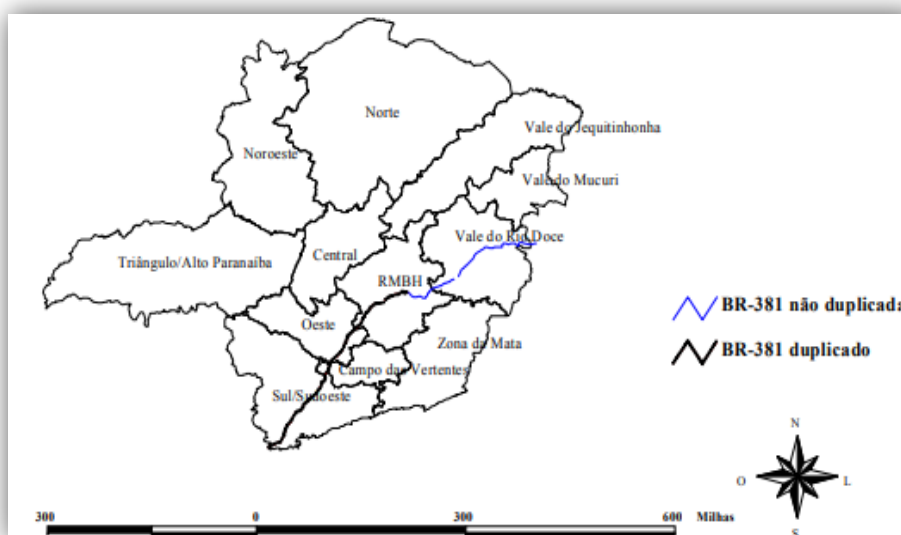 Norte
Vale do Jequitinhonha
Noroeste
Vale do Mucuri
Vale do Rio Doce
Central
Triângulo/Alto Paranaíba
RMBH
BR-381 não duplicada
Oeste
Zona da Mata
BR-381 duplicado
Campo das Vertentes
Sul/Sudoeste
N
O
L
S
300 0 300 600 Milhas